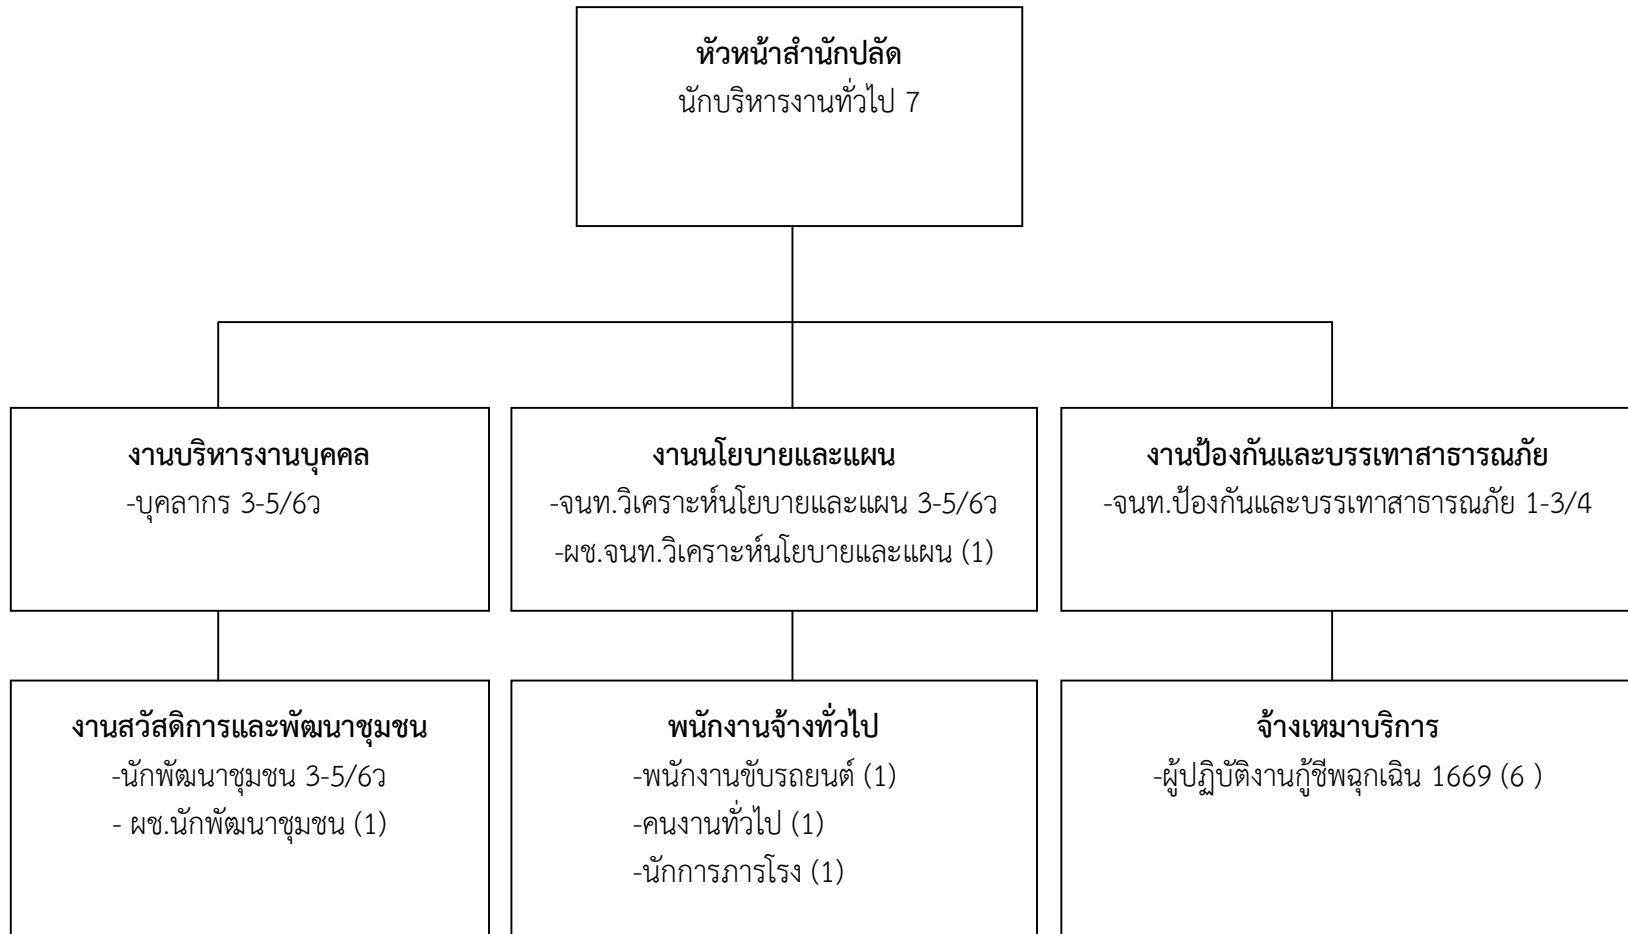 หัวหน้าสำนักปลัด
นักบริหารงานทั่วไป 7
งานบริหารงานบุคคล
-บุคลากร 3-5/6ว
งานนโยบายและแผน
-จนท.วิเคราะห์นโยบายและแผน 3-5/6ว
-ผช.จนท.วิเคราะห์นโยบายและแผน (1)
งานป้องกันและบรรเทาสาธารณภัย
-จนท.ป้องกันและบรรเทาสาธารณภัย 1-3/4
งานสวัสดิการและพัฒนาชุมชน
-นักพัฒนาชุมชน 3-5/6ว
- ผช.นักพัฒนาชุมชน (1)
พนักงานจ้างทั่วไป
-พนักงานขับรถยนต์ (1)
-คนงานทั่วไป (1)
-นักการภารโรง (1)
จ้างเหมาบริการ
-ผู้ปฏิบัติงานกู้ชีพฉุกเฉิน 1669 (6 )